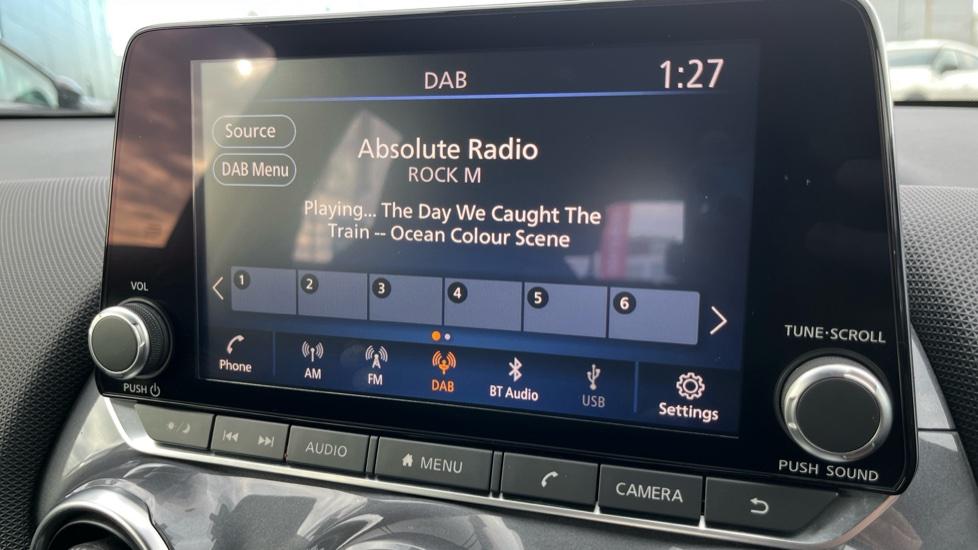 DAB
1:27
Source
DAB Menu
Absolute Radio
ROCK M
Playing... The Day We Caught The
Train -- Ocean Colour Scene
1 2 3 4 5 6
Phone
AM
FM
DAB
BT Audio
USB
Settings
VOL
PUSH
TUNE·SCROLL
PUSH SOUND
AUDIO
MENU
CAMERA